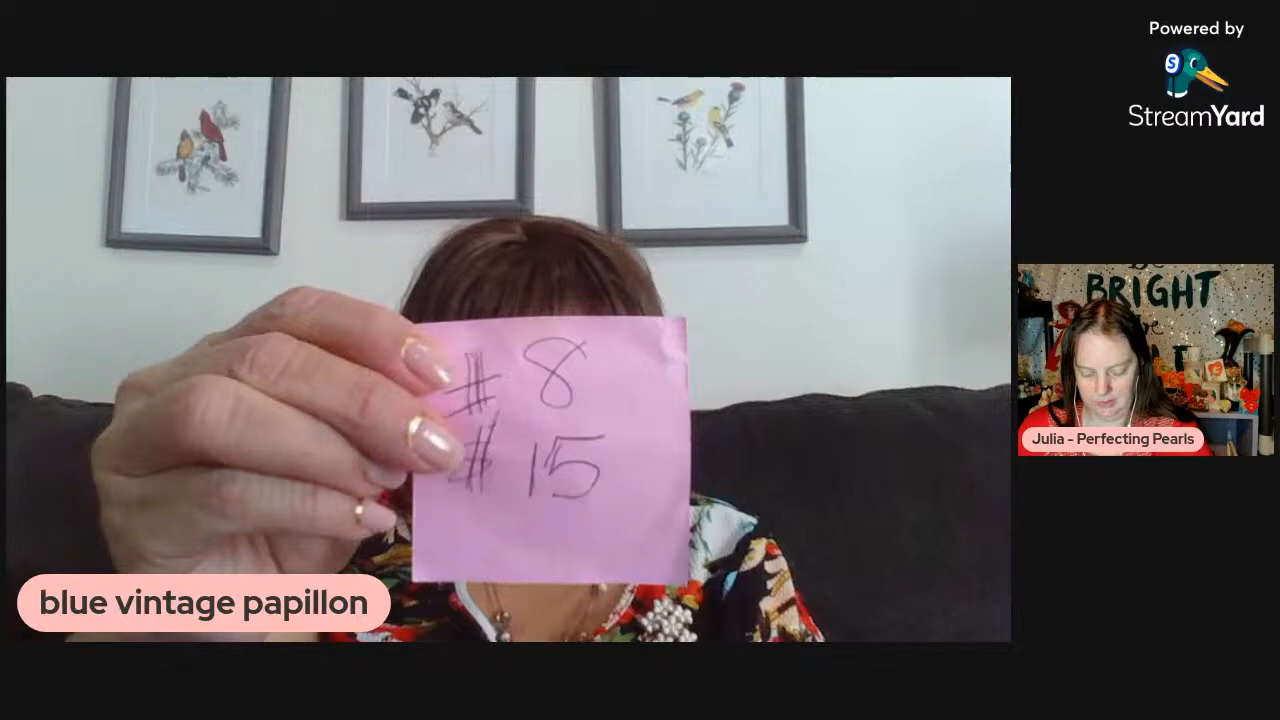 Powered by
StreamYard
# 8
# 15
BRIGHT
Julia - Perfecting Pearls
blue vintage papillon